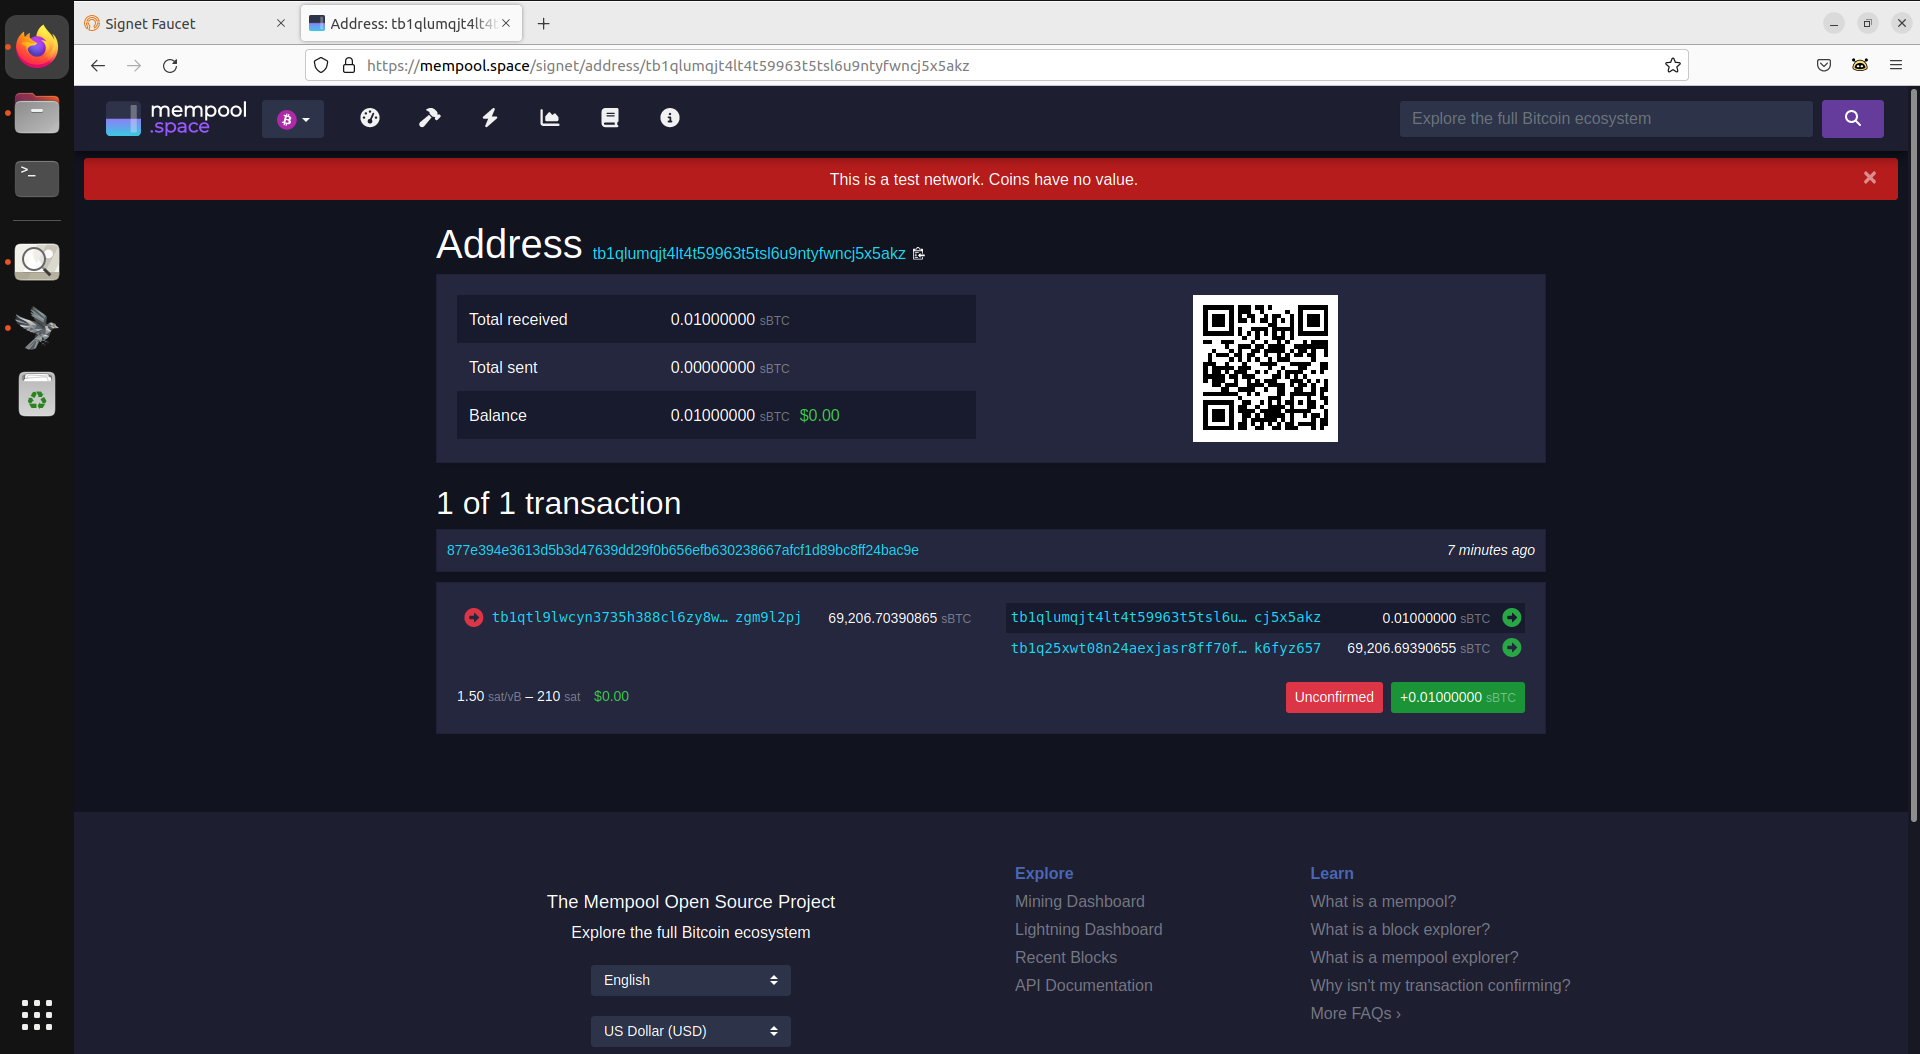 Signet Faucet
Address: tb1qlumqjt4lt4t
https://mempool.space/signet/address/tb1qlumqjt4lt4t59963t5tsl6u9ntyfwncj5x5akz
mempool
.space
Explore the full Bitcoin ecosystem
This is a test network. Coins have no value.
Address tb1qlumqjt4lt4t59963t5tsl6u9ntyfwncj5x5akz
Total received 0.01000000 sBTC
Total sent 0.00000000 sBTC
Balance 0.01000000 sBTC $0.00
1 of 1 transaction
877e394e3613d5b3d47639dd29f0b656efb630238667afcf1d89bc8ff24bac9e 7 minutes ago
tb1qtl9lwcyn3735h388cl6zy8w… zgm9l2pj 69,206.70390865 sBTC
tb1qlumqjt4lt4t59963t5tsl6u… cj5x5akz 0.01000000 sBTC
tb1q25xwt08n24aexjasr8ff70f… k6fyz657 69,206.69390655 sBTC
1.50 sat/vB – 210 sat $0.00
Unconfirmed +0.01000000 sBTC
The Mempool Open Source Project
Explore the full Bitcoin ecosystem
English
US Dollar (USD)
Explore
Mining Dashboard
Lightning Dashboard
Recent Blocks
API Documentation
Learn
What is a mempool?
What is a block explorer?
What is a mempool explorer?
Why isn't my transaction confirming?
More FAQs ›